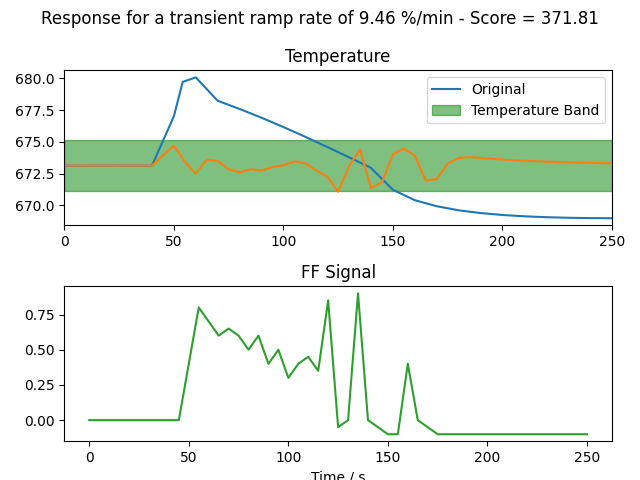 Response for a transient ramp rate of 9.46 %/min - Score = 371.81
Temperature
680.0
677.5
675.0
672.5
670.0
Original
Temperature Band
0 50 100 150 200 250
FF Signal
0.75
0.50
0.25
0.00
0 50 100 150 200 250
Time / s